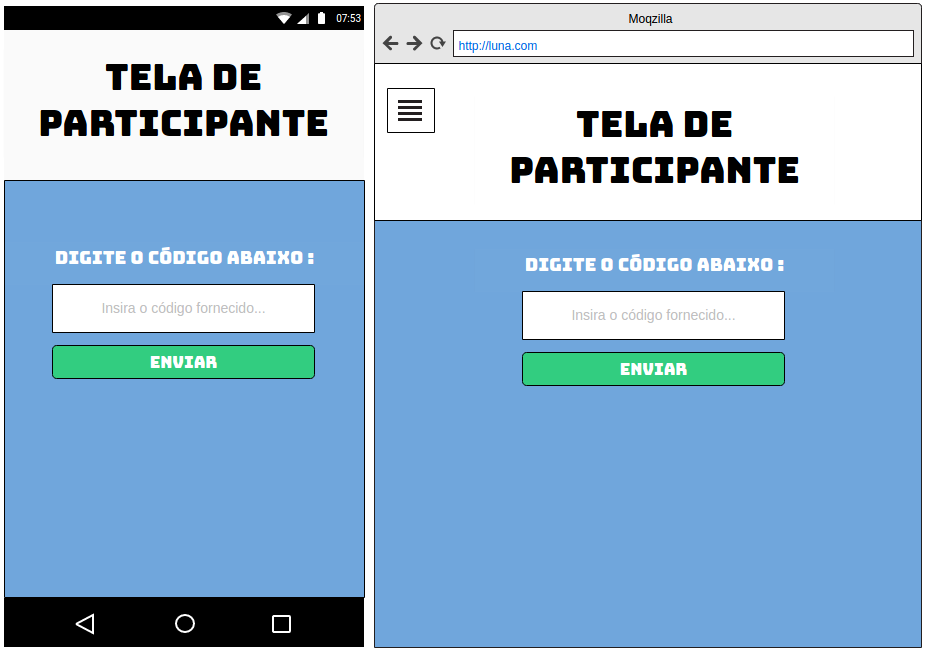 07:53
TELA DE
PARTICIPANTE
DIGITE O CÓDIGO ABAIXO :
Insira o código fornecido...
ENVIAR
Moqzilla
http://luna.com
TELA DE
PARTICIPANTE
DIGITE O CÓDIGO ABAIXO :
Insira o código fornecido...
ENVIAR